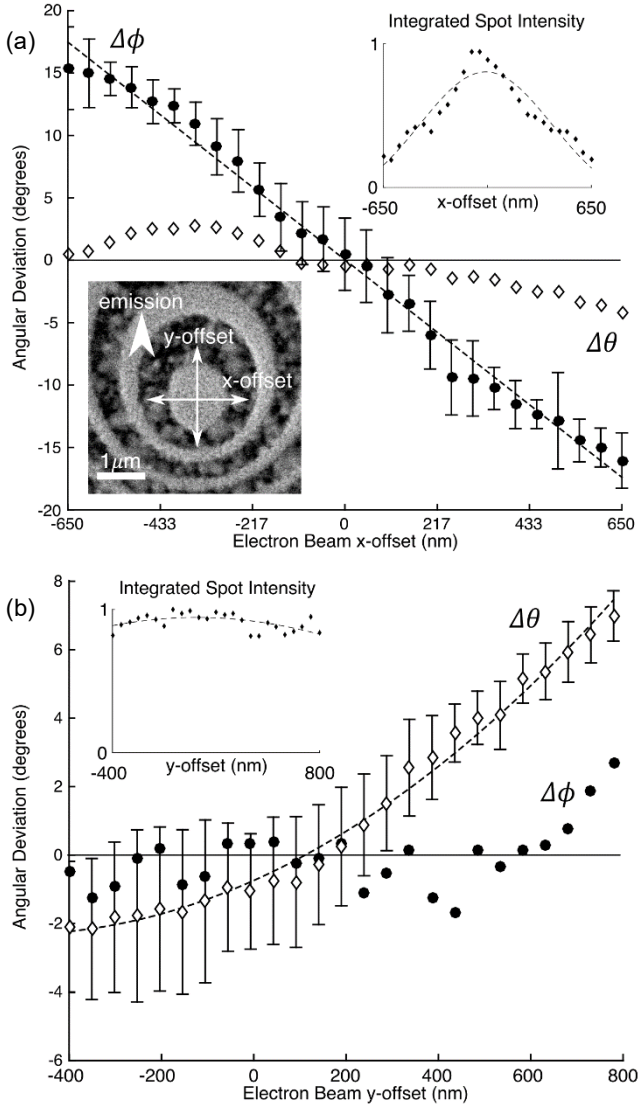 (a)
Δϕ
Integrated Spot Intensity
1
0
-650
650
x-offset (nm)
20
15
10
5
0
-5
-10
-15
-20
Angular Deviation (degrees)
Δθ
emission
y-offset
x-offset
1μm
-650
-433
-217
0
217
433
650
Electron Beam x-offset (nm)
(b)
Integrated Spot Intensity
1
0
-400
800
y-offset (nm)
Δθ
Δϕ
8
6
4
2
0
-2
-4
-6
Angular Deviation (degrees)
-400
-200
0
200
400
600
800
Electron Beam y-offset (nm)